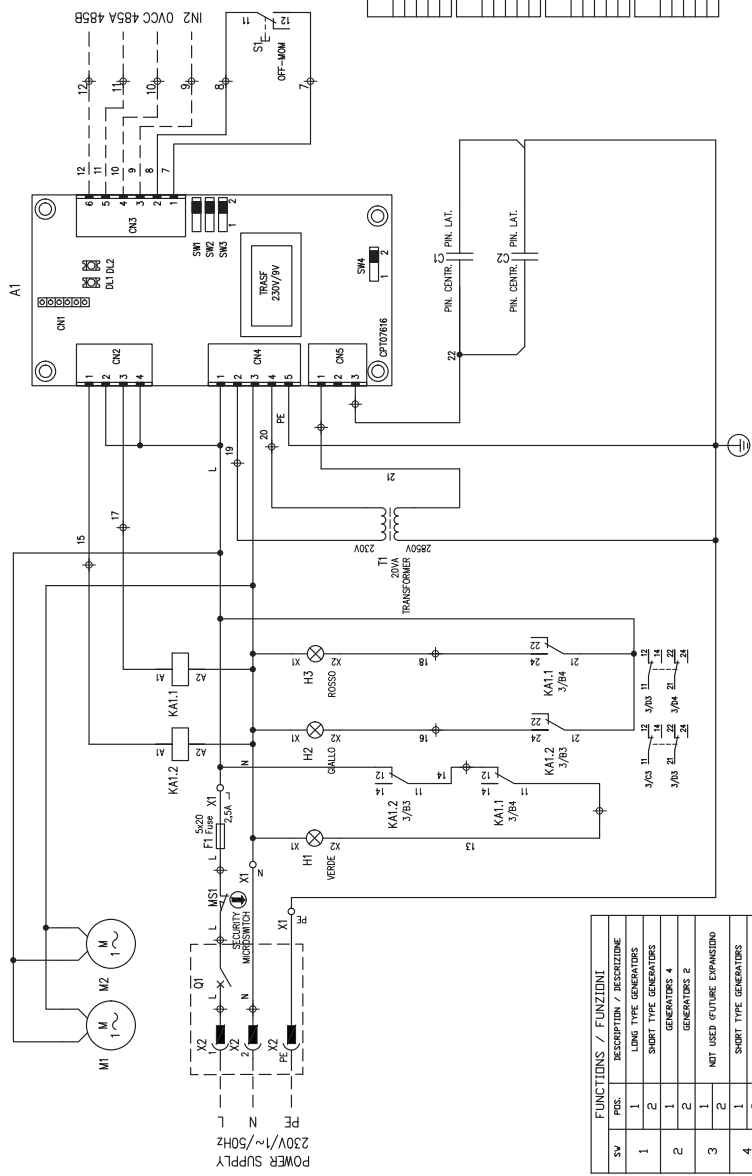 POWER SUPPLY
230V/1~/50Hz
L
N
PE
X2
1
X2
2
X2
PE
Q1
L
N
L
MS1
SECURITY
MICROSWITCH
L
5x20
F1 Fuse
2,5A
X1
L
X1
N
X1
PE
M
1~
M1
M
1~
M2
KA1.2
A1
A2
KA1.1
A1
A2
15
17
N
L
H1
VERDE
X1
X2
13
H2
GIALLO
X1
X2
16
H3
ROSSO
X1
X2
18
KA1.2
3/B3
12
14
11
14
KA1.1
3/B4
12
14
11
KA1.2
3/B3
22
24
21
KA1.1
3/B4
22
24
21
3/C3
11
12
14
3/D3
21
22
24
3/D3
11
12
14
3/D4
21
22
24
T1
20VA
TRANSFORMER
230V
2850V
19
20
PE
21
22
A1
CN1
DL1 DL2
CN2
1
2
3
4
CN4
1
2
3
4
5
CN5
1
2
3
CN3
6
5
4
3
2
1
SW1
SW2
SW3
1
2
TRASF
230V/9V
SW4
1
2
CPT07616
12
11
10
9
8
7
12
11
10
9
8
7
485B
485A
0VCC
IN2
S1
11
12
OFF-MOM
C1
PIN. CENTR.
PIN. LAT.
C2
PIN. CENTR.
PIN. LAT.
FUNCTIONS / FUNZIONI
SW POS. DESCRIPTION / DESCRIZIONE
1 1 LONG TYPE GENERATORS
2 SHORT TYPE GENERATORS
2 1 GENERATORS 4
2 GENERATORS 2
3 1 NOT USED (FUTURE EXPANSION)
2
4 1 SHORT TYPE GENERATORS